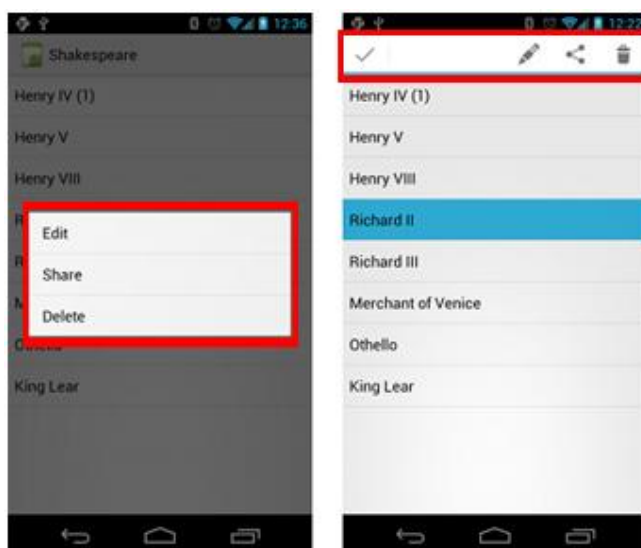 12:36
Shakespeare
Henry IV (1)
Henry V
Henry VIII
Edit
Share
Delete
King Lear
12:22
Henry IV (1)
Henry V
Henry VIII
Richard II
Richard III
Merchant of Venice
Othello
King Lear